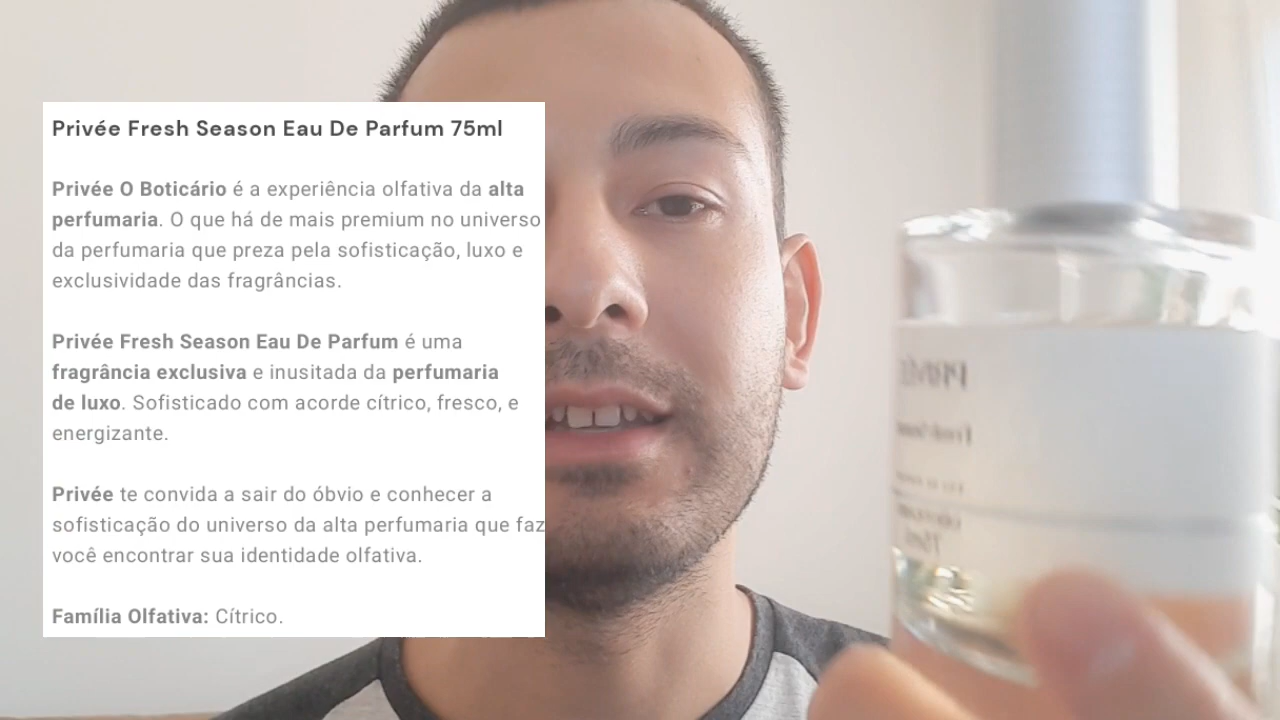 Privée Fresh Season Eau De Parfum 75ml
Privée O Boticário é a experiência olfativa da alta
perfumaria. O que há de mais premium no universo
da perfumaria que preza pela sofisticação, luxo e
exclusividade das fragrâncias.
Privée Fresh Season Eau De Parfum é uma
fragrância exclusiva e inusitada da perfumaria
de luxo. Sofisticado com acorde cítrico, fresco, e
energizante.
Privée te convida a sair do óbvio e conhecer a
sofisticação do universo da alta perfumaria que faz
você encontrar sua identidade olfativa.
Família Olfativa: Cítrico.
PRIVÉE
75ml